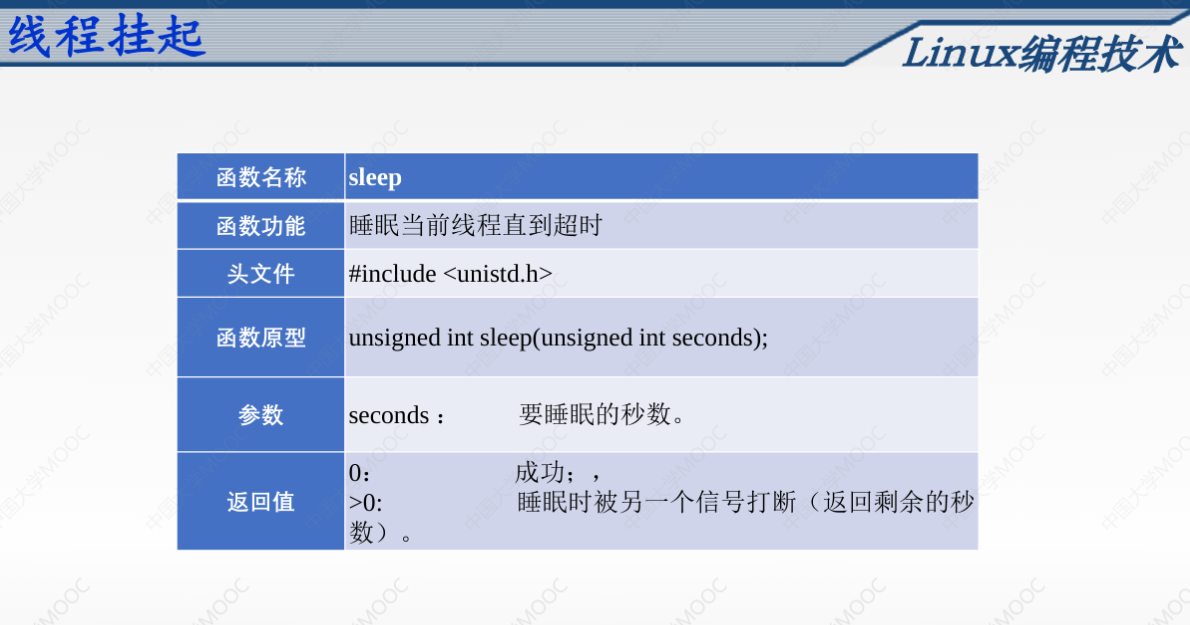 线程挂起
Linux编程技术
函数名称 sleep
函数功能 睡眠当前线程直到超时
头文件 #include <unistd.h>
函数原型 unsigned int sleep(unsigned int seconds);
参数 seconds： 要睡眠的秒数。
返回值 0： 成功；，
>0: 睡眠时被另一个信号打断（返回剩余的秒
数）。
中国大学MOOC